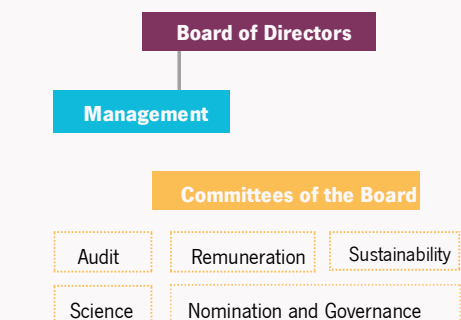 Board of Directors
Management
Committees of the Board
Audit
Remuneration
Sustainability
Science
Nomination and Governance